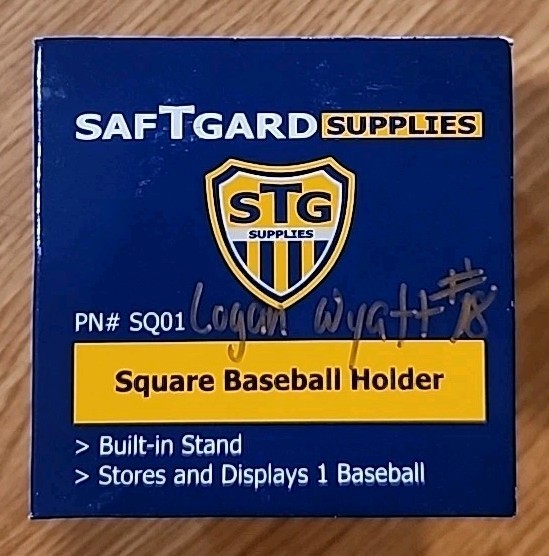 SAFTGARD SUPPLIES
STG
SUPPLIES
PN# SQ01 Logan Wyatt #18
Square Baseball Holder
> Built-in Stand
> Stores and Displays 1 Baseball